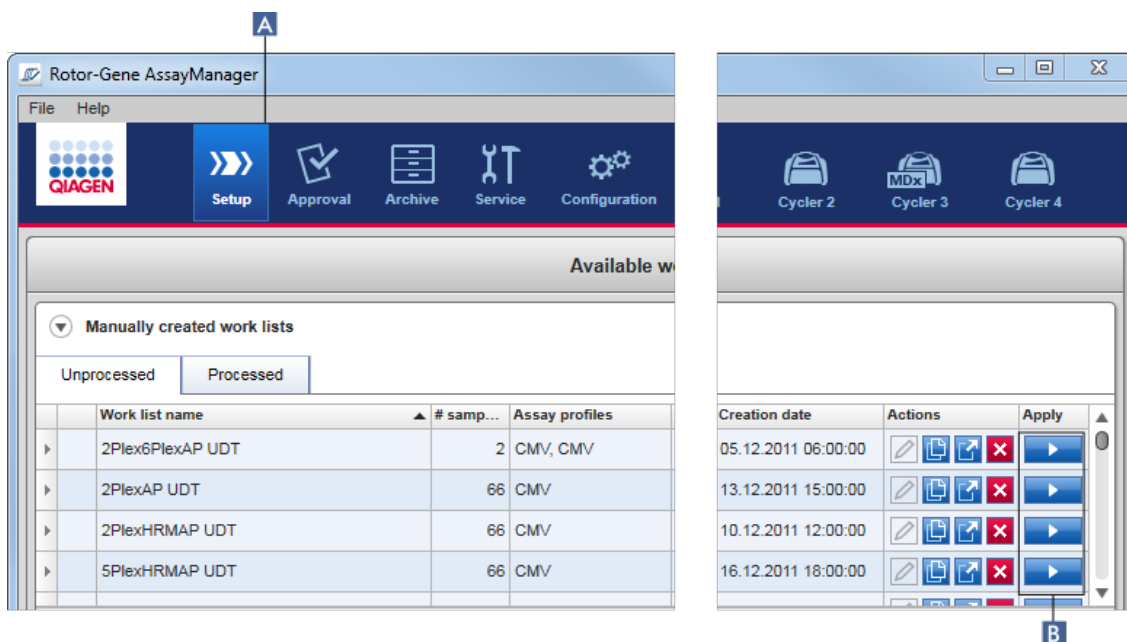 A
Rotor-Gene AssayManager
File Help
QIAGEN
Setup Approval Archive Service Configuration Cycler 2 MDx Cycler 3 Cycler 4
Available w
Manually created work lists
Unprocessed Processed
Work list name # samp... Assay profiles Creation date Actions Apply
2Plex6PlexAP UDT 2 CMV, CMV 05.12.2011 06:00:00
2PlexAP UDT 66 CMV 13.12.2011 15:00:00
2PlexHRMAP UDT 66 CMV 10.12.2011 12:00:00
5PlexHRMAP UDT 66 CMV 16.12.2011 18:00:00
B